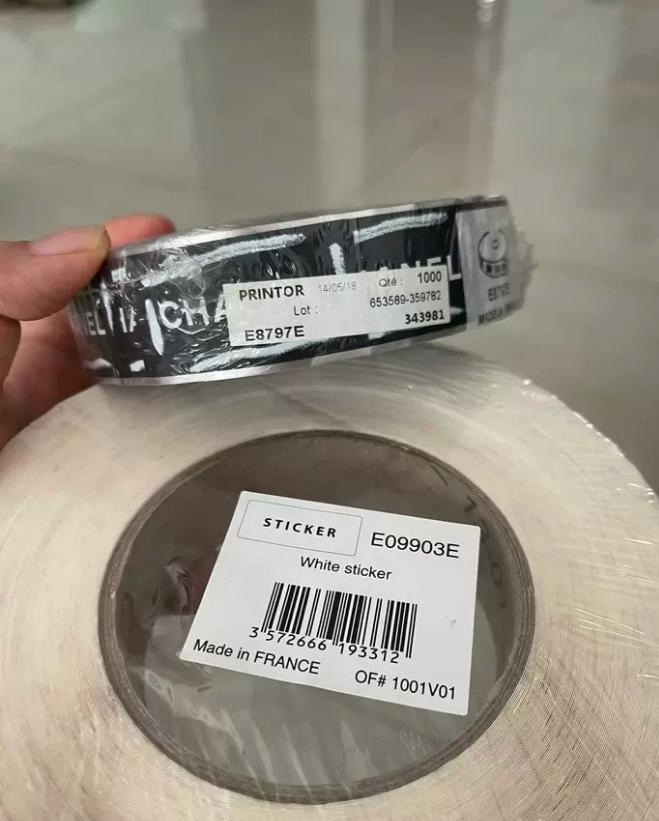 CHA
PRINTOR 14/05/18 Qté : 1000
Lot : 653589-359782
E8797E 343981
STICKER E09903E
White sticker
3 572666 193312
Made in FRANCE OF# 1001V01